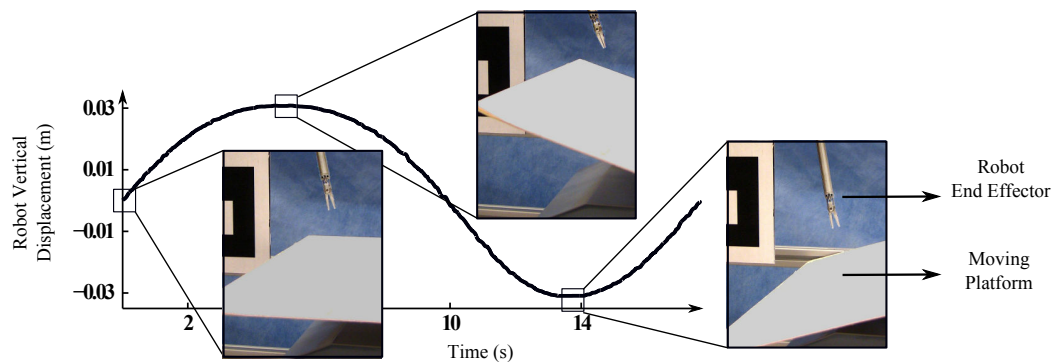 Robot Vertical
Displacement (m)
0.03
0.01
−0.01
−0.03
2
10
14
Time (s)
Robot
End Effector
Moving
Platform